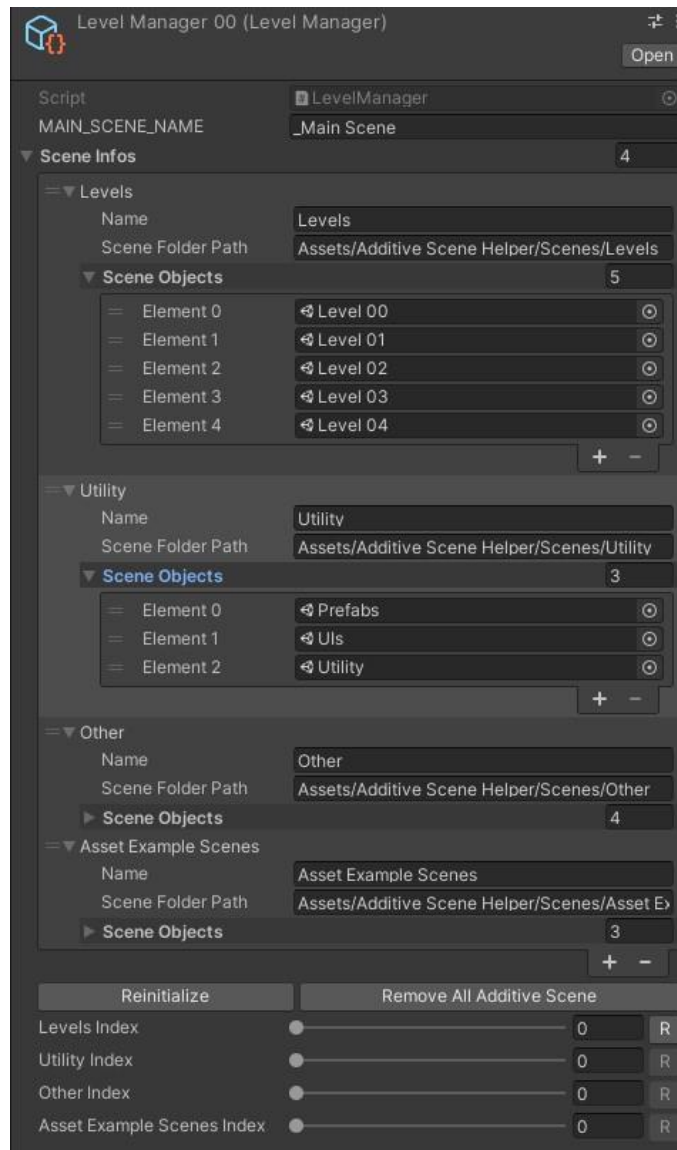 Level Manager 00 (Level Manager)
Open
Script LevelManager
MAIN_SCENE_NAME _Main Scene
Scene Infos 4
Levels
Name Levels
Scene Folder Path Assets/Additive Scene Helper/Scenes/Levels
Scene Objects 5
Element 0 Level 00
Element 1 Level 01
Element 2 Level 02
Element 3 Level 03
Element 4 Level 04
+ -
Utility
Name Utility
Scene Folder Path Assets/Additive Scene Helper/Scenes/Utility
Scene Objects 3
Element 0 Prefabs
Element 1 UIs
Element 2 Utility
+ -
Other
Name Other
Scene Folder Path Assets/Additive Scene Helper/Scenes/Other
Scene Objects 4
Asset Example Scenes
Name Asset Example Scenes
Scene Folder Path Assets/Additive Scene Helper/Scenes/Asset Ex
Scene Objects 3
+ -
Reinitialize Remove All Additive Scene
Levels Index 0 R
Utility Index 0 R
Other Index 0 R
Asset Example Scenes Index 0 R